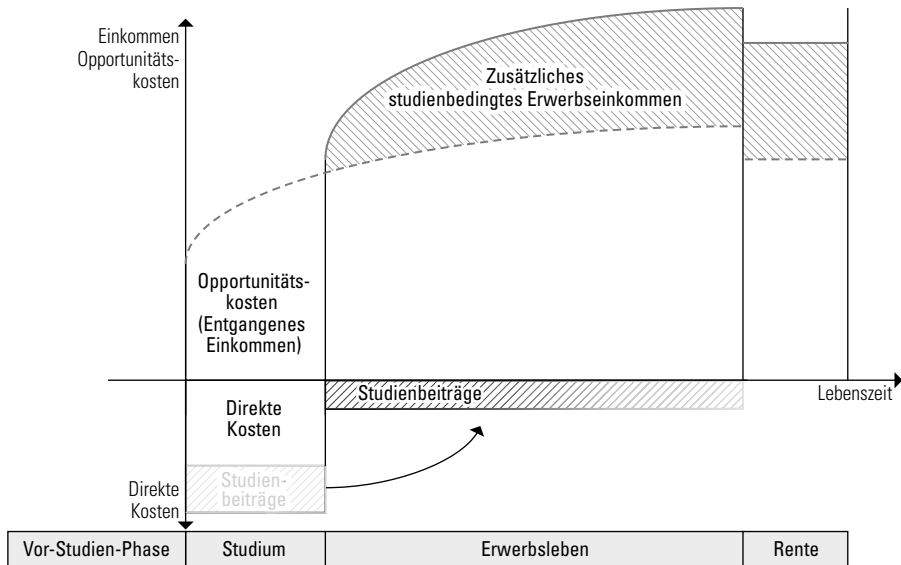 Einkommen
Opportunitäts-
kosten
Zusätzliches
studienbedingtes Erwerbseinkommen
Opportunitäts-
kosten
(Entgangenes
Einkommen)
Studienbeiträge
Lebenszeit
Direkte
Kosten
Studien-
beiträge
Direkte
Kosten
Vor-Studien-Phase
Studium
Erwerbsleben
Rente